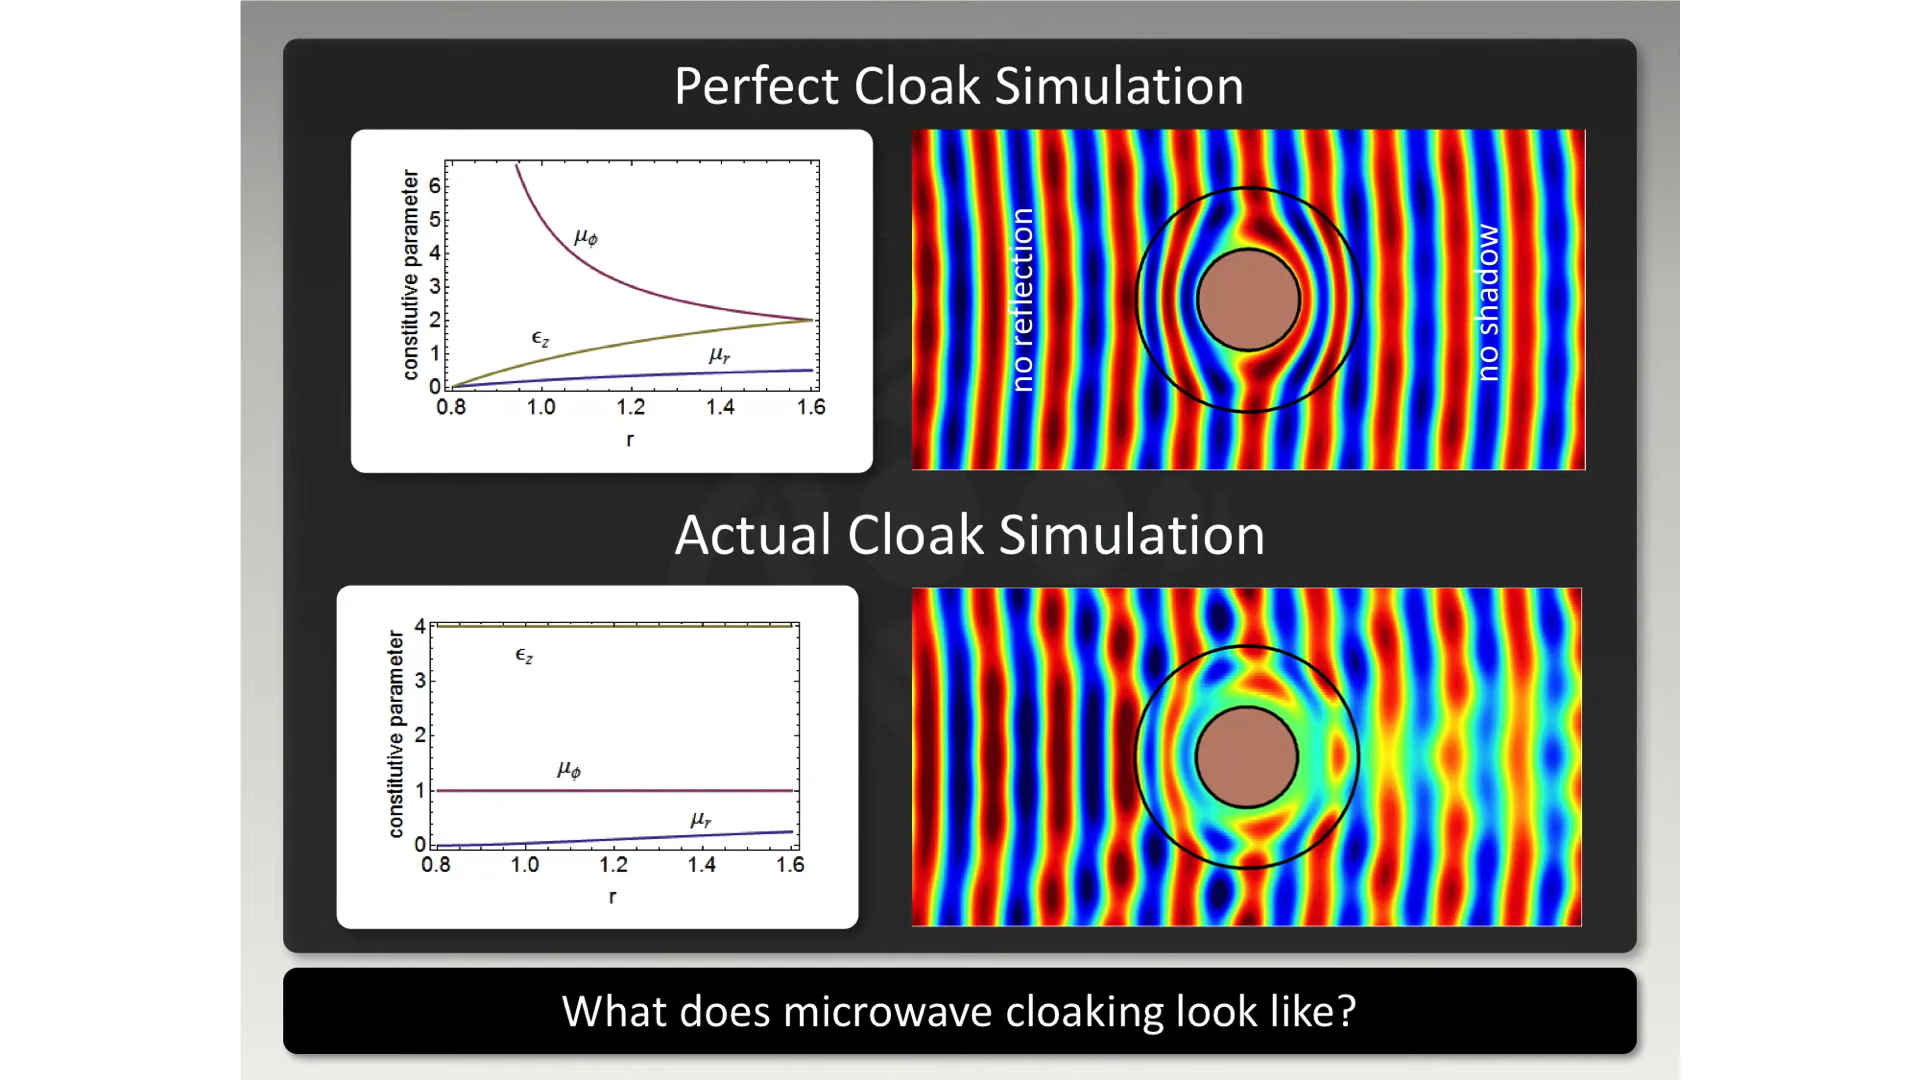 Perfect Cloak Simulation
constitutive parameter
6
5
4
3
2
1
0
μϕ
ϵz
μr
0.8 1.0 1.2 1.4 1.6
r
no reflection
no shadow
Actual Cloak Simulation
constitutive parameter
4
3
2
1
0
ϵz
μϕ
μr
0.8 1.0 1.2 1.4 1.6
r
What does microwave cloaking look like?